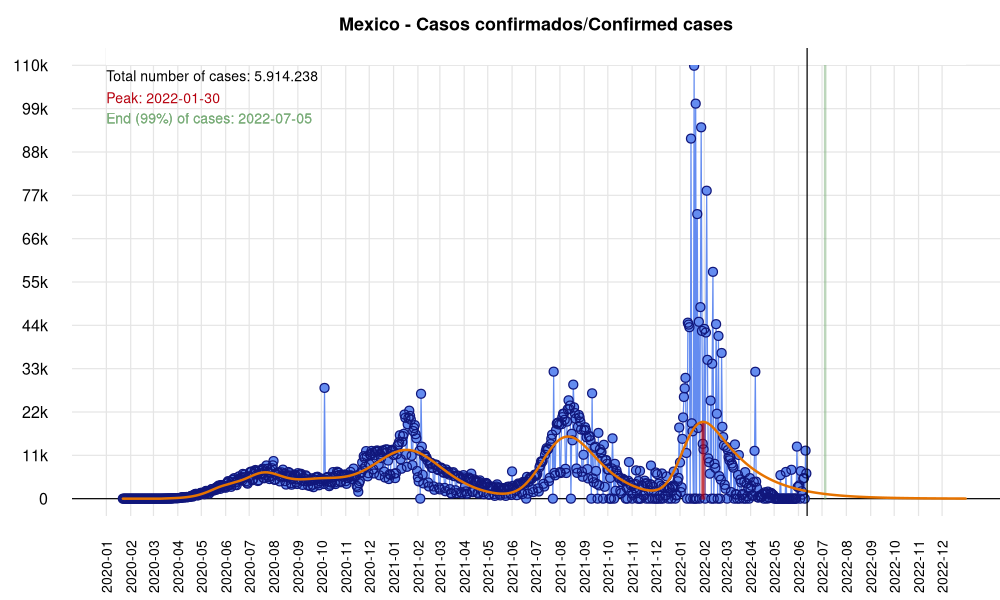 Mexico - Casos confirmados/Confirmed cases
Total number of cases: 5.914.238
Peak: 2022-01-30
End (99%) of cases: 2022-07-05
110k
99k
88k
77k
66k
55k
44k
33k
22k
11k
0
2020-01
2020-02
2020-03
2020-04
2020-05
2020-06
2020-07
2020-08
2020-09
2020-10
2020-11
2020-12
2021-01
2021-02
2021-03
2021-04
2021-05
2021-06
2021-07
2021-08
2021-09
2021-10
2021-11
2021-12
2022-01
2022-02
2022-03
2022-04
2022-05
2022-06
2022-07
2022-08
2022-09
2022-10
2022-11
2022-12